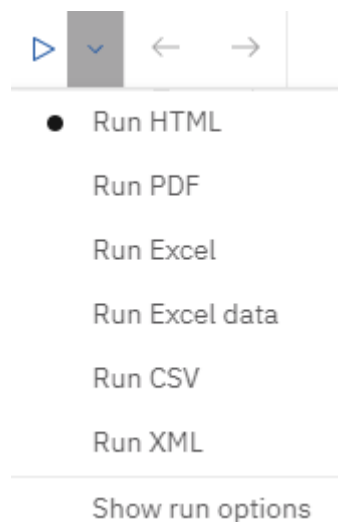 Run HTML
Run PDF
Run Excel
Run Excel data
Run CSV
Run XML
Show run options